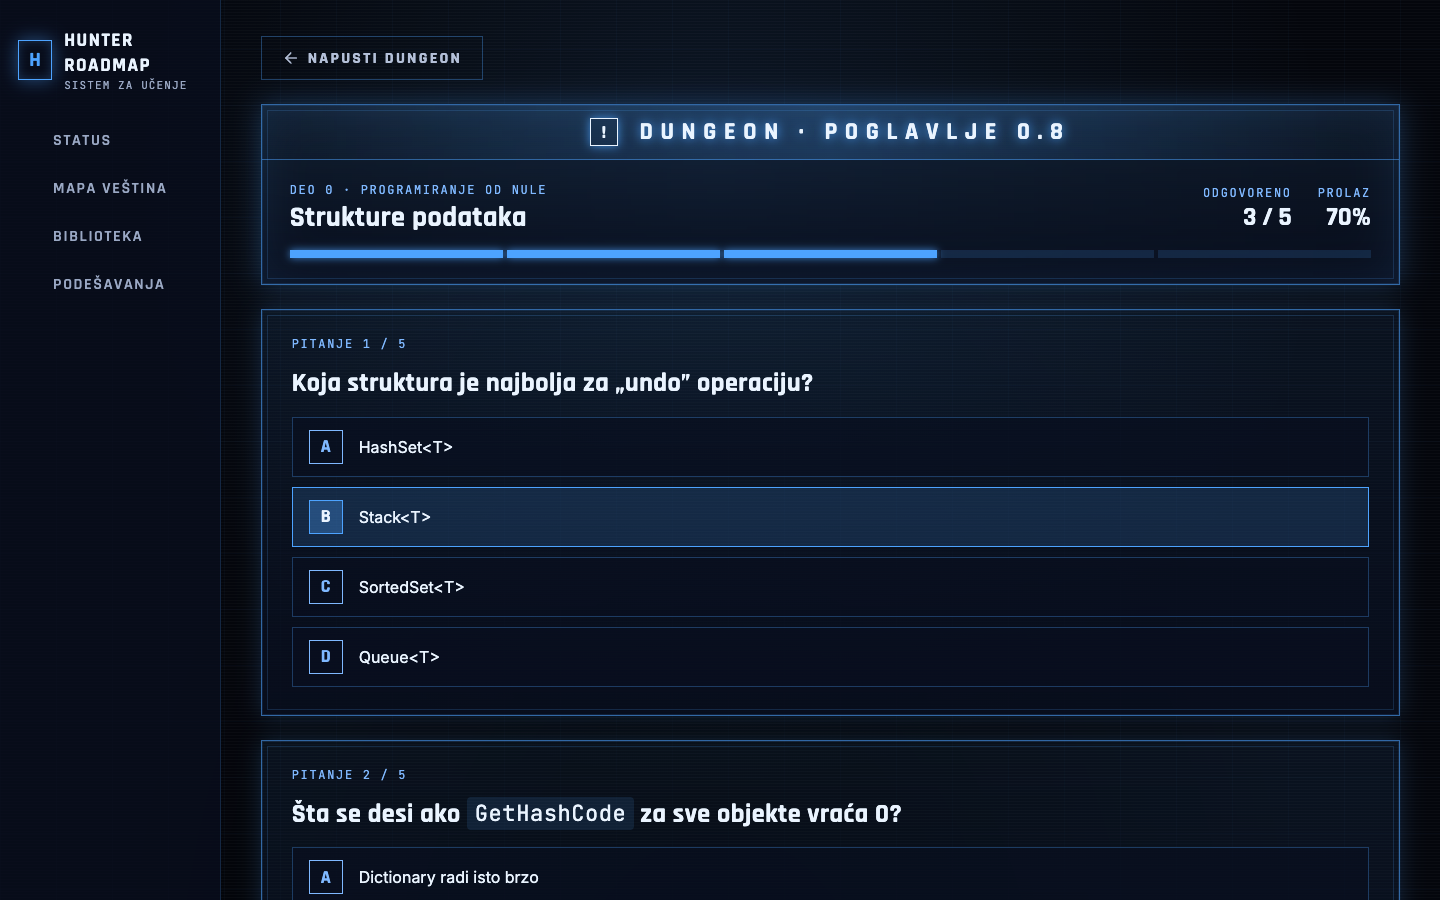 H
HUNTER
ROADMAP
SISTEM ZA UČENJE
STATUS
MAPA VEŠTINA
BIBLIOTEKA
PODEŠAVANJA
← NAPUSTI DUNGEON
! DUNGEON · POGLAVLJE 0.8
DEO 0 · PROGRAMIRANJE OD NULE
Strukture podataka
ODGOVORENO PROLAZ
3 / 5 70%
PITANJE 1 / 5
Koja struktura je najbolja za „undo” operaciju?
A HashSet<T>
B Stack<T>
C SortedSet<T>
D Queue<T>
PITANJE 2 / 5
Šta se desi ako GetHashCode za sve objekte vraća 0?
A Dictionary radi isto brzo